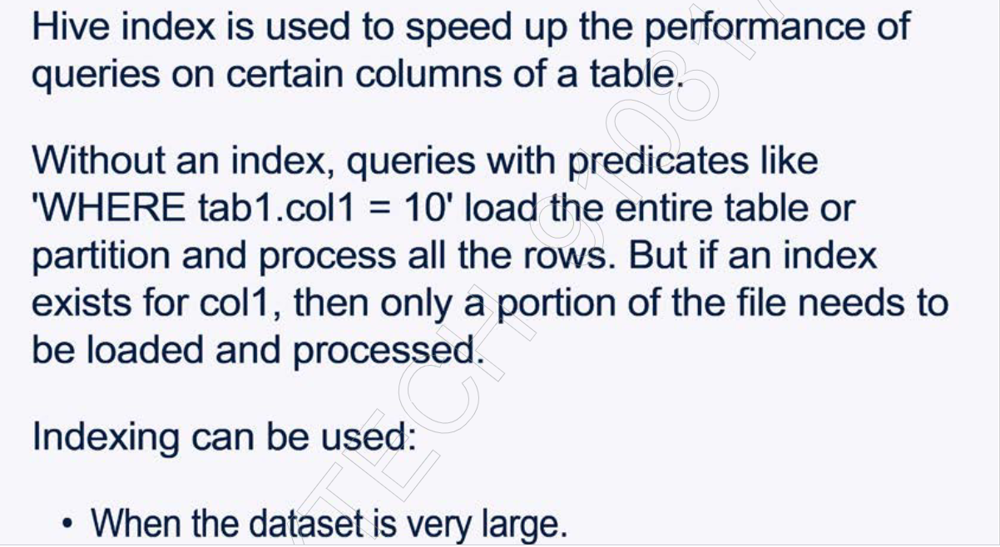 Hive index is used to speed up the performance of
queries on certain columns of a table.
Without an index, queries with predicates like
'WHERE tab1.col1 = 10' load the entire table or
partition and process all the rows. But if an index
exists for col1, then only a portion of the file needs to
be loaded and processed.
Indexing can be used:
• When the dataset is very large.
TECH 91081